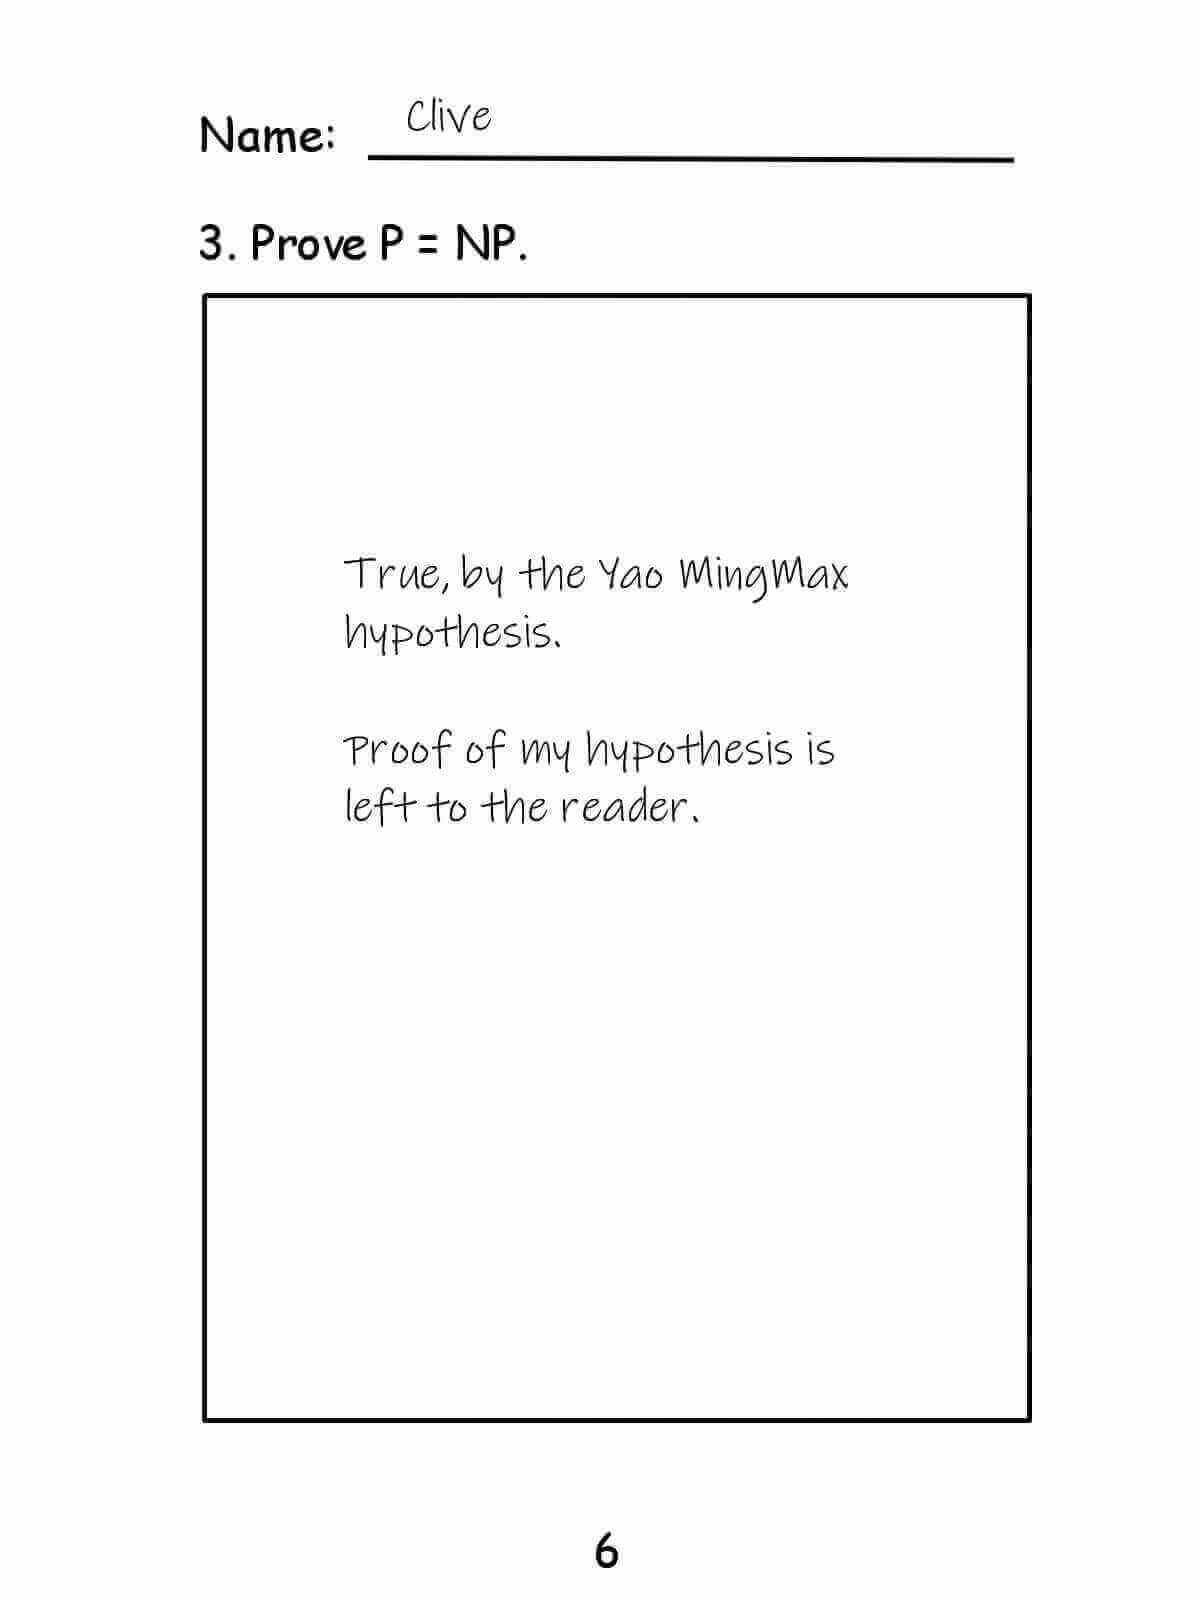 Name: Clive
3. Prove P = NP.
True, by the Yao MingMax
hypothesis.
Proof of my hypothesis is
left to the reader.
6